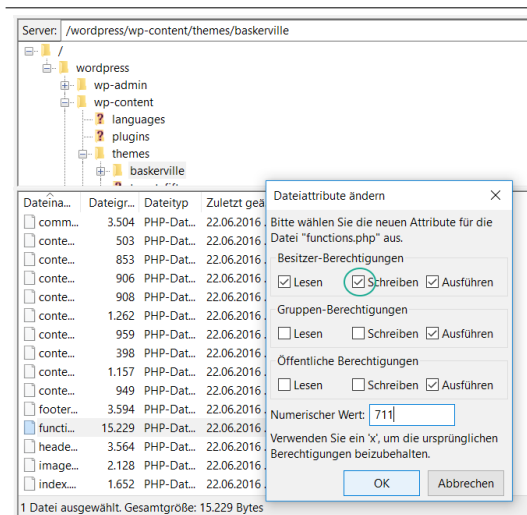 Server: /wordpress/wp-content/themes/baskerville
/
wordpress
wp-admin
wp-content
? languages
? plugins
themes
baskerville
Dateina... Dateigr... Dateityp Zuletzt geä
comm... 3.504 PHP-Dat... 22.06.2016
conte... 503 PHP-Dat... 22.06.2016
conte... 853 PHP-Dat... 22.06.2016
conte... 906 PHP-Dat... 22.06.2016
conte... 908 PHP-Dat... 22.06.2016
conte... 1.262 PHP-Dat... 22.06.2016
conte... 959 PHP-Dat... 22.06.2016
conte... 398 PHP-Dat... 22.06.2016
conte... 1.157 PHP-Dat... 22.06.2016
conte... 949 PHP-Dat... 22.06.2016
footer... 3.594 PHP-Dat... 22.06.2016
functi... 15.229 PHP-Dat... 22.06.2016
heade... 3.564 PHP-Dat... 22.06.2016
image... 2.128 PHP-Dat... 22.06.2016
index.... 1.652 PHP-Dat... 22.06.2016
1 Datei ausgewählt. Gesamtgröße: 15.229 Bytes
Dateiattribute ändern
Bitte wählen Sie die neuen Attribute für die
Datei "functions.php" aus.
Besitzer-Berechtigungen
Lesen Schreiben Ausführen
Gruppen-Berechtigungen
Lesen Schreiben Ausführen
Öffentliche Berechtigungen
Lesen Schreiben Ausführen
Numerischer Wert: 711
Verwenden Sie ein 'x', um die ursprünglichen
Berechtigungen beizubehalten.
OK Abbrechen